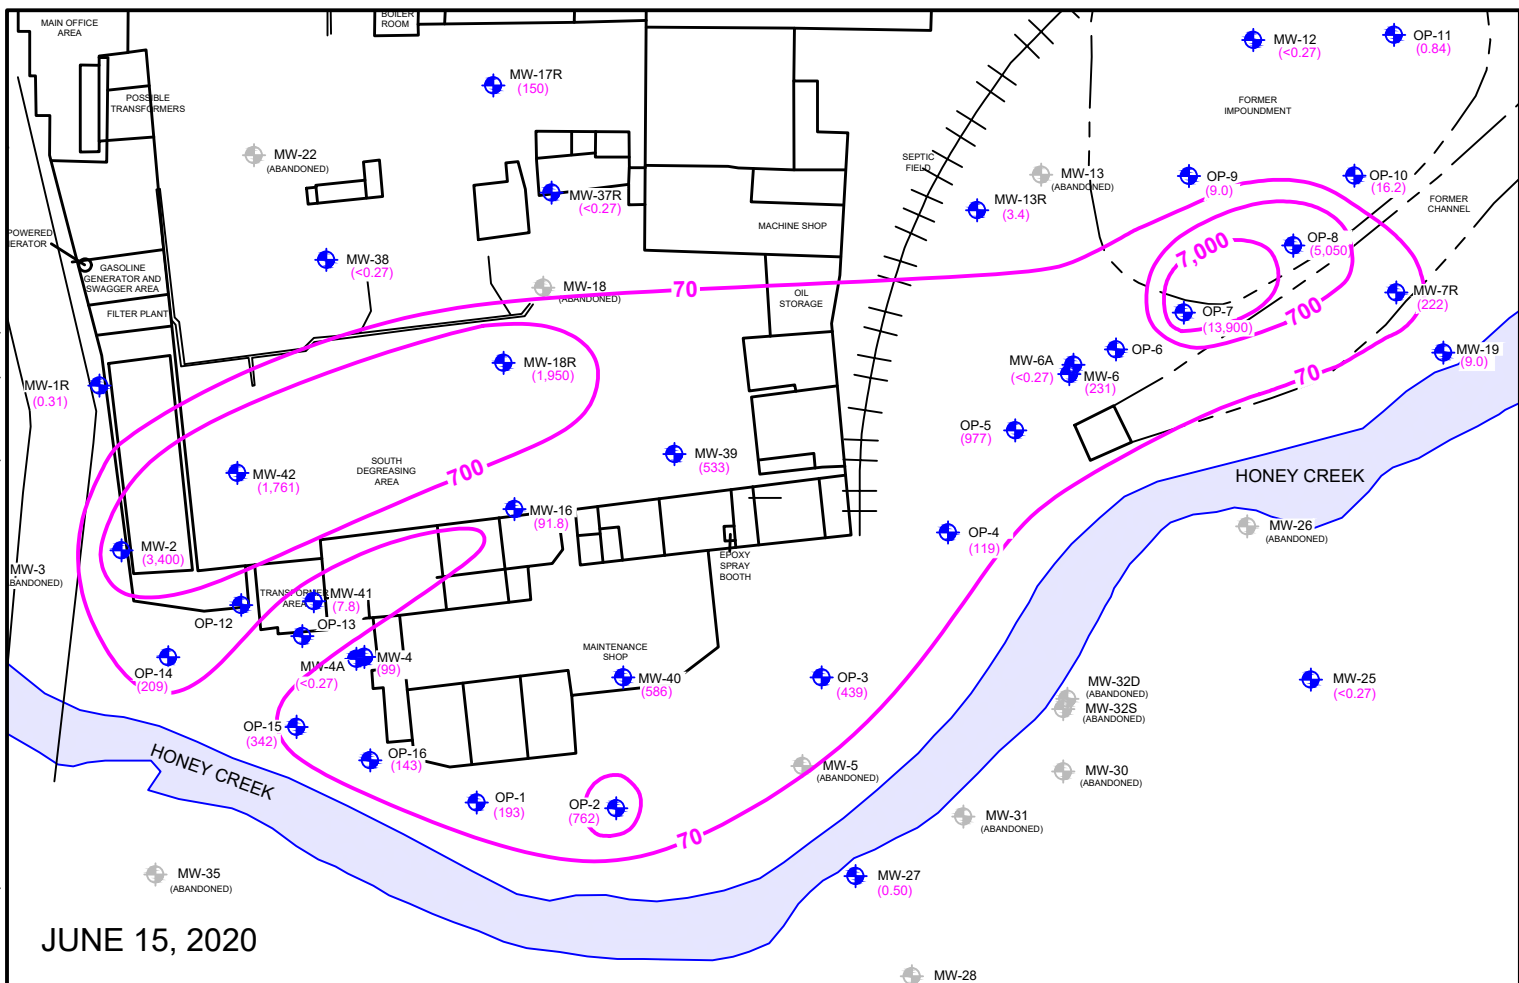 MAIN OFFICE
AREA
BOILER
ROOM
MW-17R
(150)
MW-12
(<0.27)
OP-11
(0.84)
POSSIBLE
TRANSFORMERS
FORMER
IMPOUNDMENT
MW-22
(ABANDONED)
SEPTIC
FIELD
MW-13
(ABANDONED)
OP-9
(9.0)
OP-10
(16.2)
MW-37R
(<0.27)
MW-13R
(3.4)
FORMER
CHANNEL
MACHINE SHOP
POWERED
ERATOR
MW-38
(<0.27)
OP-8
(5,050)
7,000
GASOLINE
GENERATOR AND
SWAGGER AREA
MW-18
(ABANDONED)
70
OIL
STORAGE
MW-7R
(222)
FILTER PLANT
OP-7
(13,900)
700
MW-18R
(1,950)
OP-6
MW-6A
(<0.27)
MW-6
(231)
MW-19
(9.0)
70
MW-1R
(0.31)
OP-5
(977)
MW-39
(533)
SOUTH
DEGREASING
AREA
700
MW-42
(1,761)
HONEY CREEK
MW-16
(91.8)
MW-26
(ABANDONED)
OP-4
(119)
MW-2
(3,400)
EPOXY
SPRAY
BOOTH
MW-3
BANDONED)
TRANSFORMER
AREA
MW-41
(7.8)
OP-12
OP-13
MAINTENANCE
SHOP
MW-4A
(<0.27)
MW-4
(99)
OP-14
(209)
MW-40
(586)
OP-3
(439)
MW-32D
(ABANDONED)
MW-32S
(ABANDONED)
MW-25
(<0.27)
OP-15
(342)
OP-16
(143)
HONEY CREEK
MW-5
(ABANDONED)
MW-30
(ABANDONED)
OP-1
(193)
OP-2
(762)
MW-31
(ABANDONED)
70
MW-35
(ABANDONED)
MW-27
(0.50)
JUNE 15, 2020
MW-28